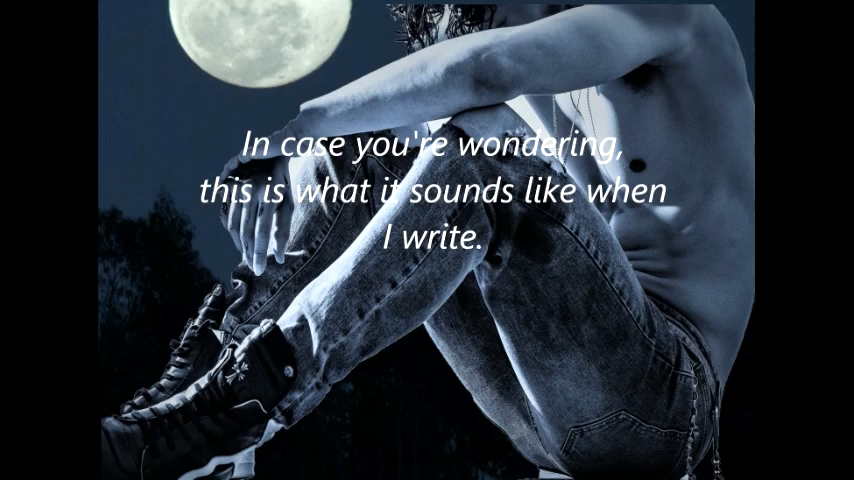 In case you're wondering,
this is what it sounds like when
I write.